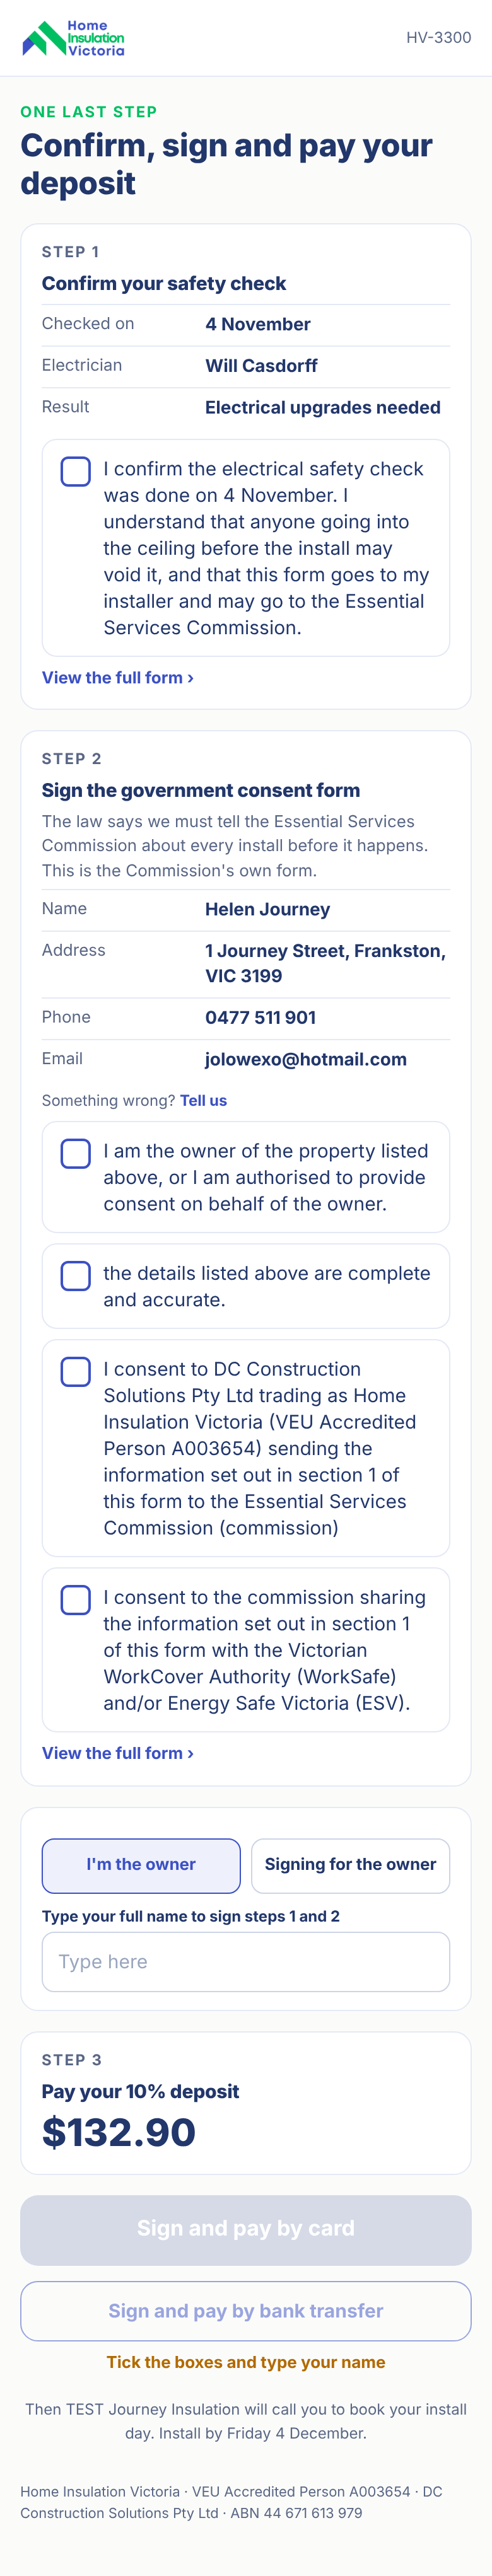 Home
Insulation
Victoria
HV-3300
ONE LAST STEP
Confirm, sign and pay your
deposit
STEP 1
Confirm your safety check
Checked on 4 November
Electrician Will Casdorff
Result Electrical upgrades needed
I confirm the electrical safety check
was done on 4 November. I
understand that anyone going into
the ceiling before the install may
void it, and that this form goes to my
installer and may go to the Essential
Services Commission.
View the full form ›
STEP 2
Sign the government consent form
The law says we must tell the Essential Services
Commission about every install before it happens.
This is the Commission's own form.
Name Helen Journey
Address 1 Journey Street, Frankston,
VIC 3199
Phone 0477 511 901
Email jolowexo@hotmail.com
Something wrong? Tell us
I am the owner of the property listed
above, or I am authorised to provide
consent on behalf of the owner.
the details listed above are complete
and accurate.
I consent to DC Construction
Solutions Pty Ltd trading as Home
Insulation Victoria (VEU Accredited
Person A003654) sending the
information set out in section 1 of
this form to the Essential Services
Commission (commission)
I consent to the commission sharing
the information set out in section 1
of this form with the Victorian
WorkCover Authority (WorkSafe)
and/or Energy Safe Victoria (ESV).
View the full form ›
I'm the owner Signing for the owner
Type your full name to sign steps 1 and 2
Type here
STEP 3
Pay your 10% deposit
$132.90
Sign and pay by card
Sign and pay by bank transfer
Tick the boxes and type your name
Then TEST Journey Insulation will call you to book your install
day. Install by Friday 4 December.
Home Insulation Victoria · VEU Accredited Person A003654 · DC
Construction Solutions Pty Ltd · ABN 44 671 613 979